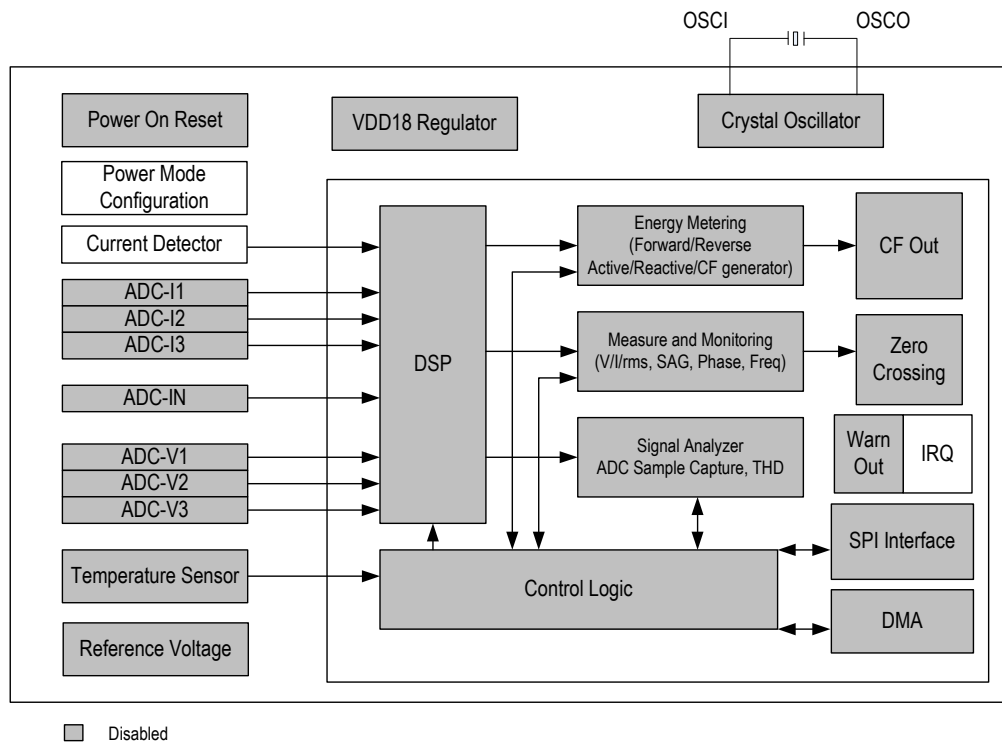 OSCI
OSCO
Power On Reset
VDD18 Regulator
Crystal Oscillator
Power Mode
Configuration
Current Detector
ADC-I1
ADC-I2
ADC-I3
ADC-IN
ADC-V1
ADC-V2
ADC-V3
Temperature Sensor
Reference Voltage
DSP
Energy Metering
(Forward/Reverse
Active/Reactive/CF generator)
CF Out
Measure and Monitoring
(V/I/rms, SAG, Phase, Freq)
Zero
Crossing
Signal Analyzer
ADC Sample Capture, THD
Warn
Out
IRQ
Control Logic
SPI Interface
DMA
Disabled